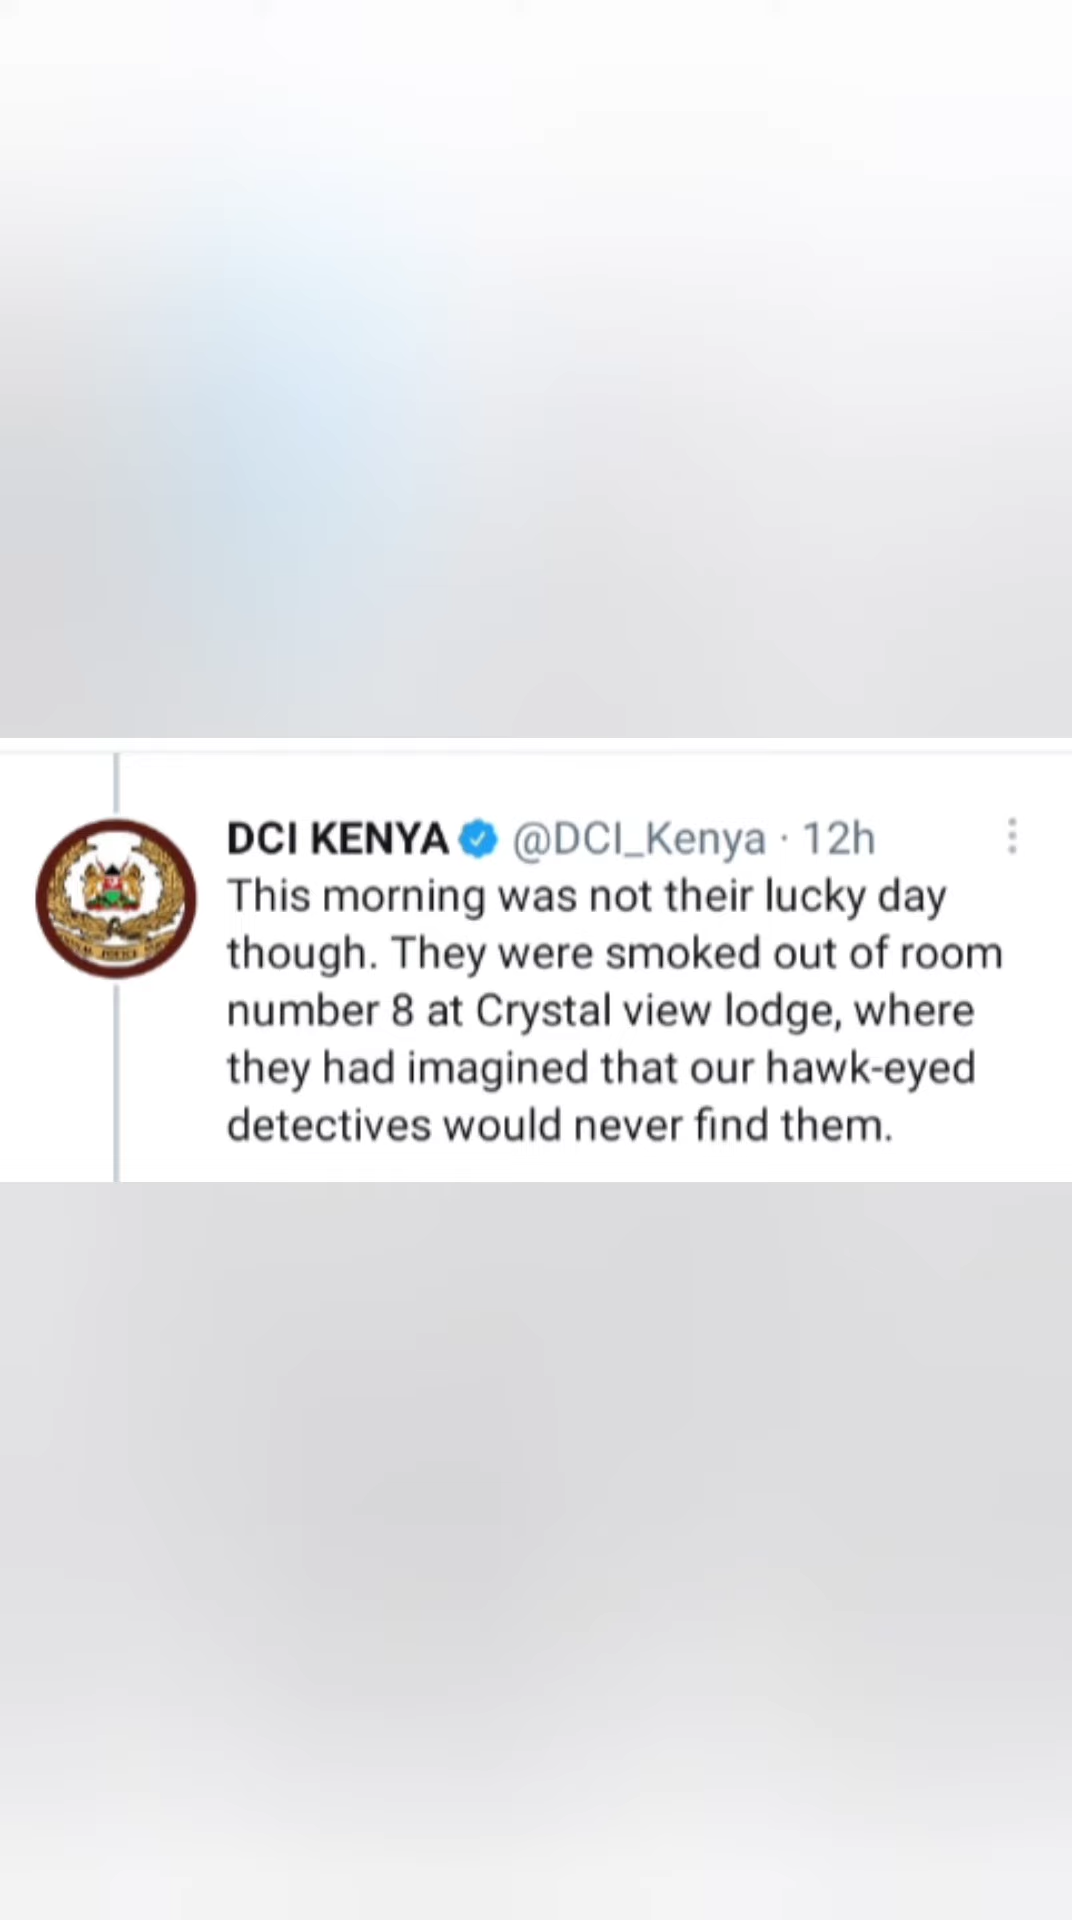 DCI KENYA @DCI_Kenya · 12h
This morning was not their lucky day
though. They were smoked out of room
number 8 at Crystal view lodge, where
they had imagined that our hawk-eyed
detectives would never find them.